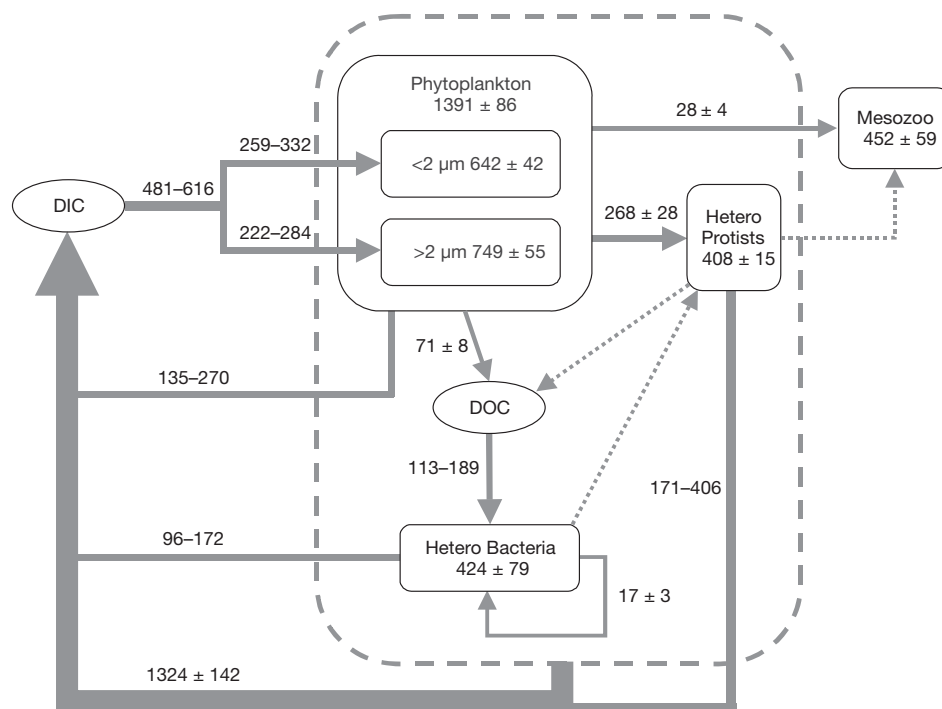 Phytoplankton
1391 ± 86
28 ± 4
Mesozoo
452 ± 59
259–332
<2 µm 642 ± 42
481–616
DIC
268 ± 28
Hetero
Protists
408 ± 15
222–284
>2 µm 749 ± 55
71 ± 8
135–270
DOC
113–189
171–406
96–172
Hetero Bacteria
424 ± 79
17 ± 3
1324 ± 142